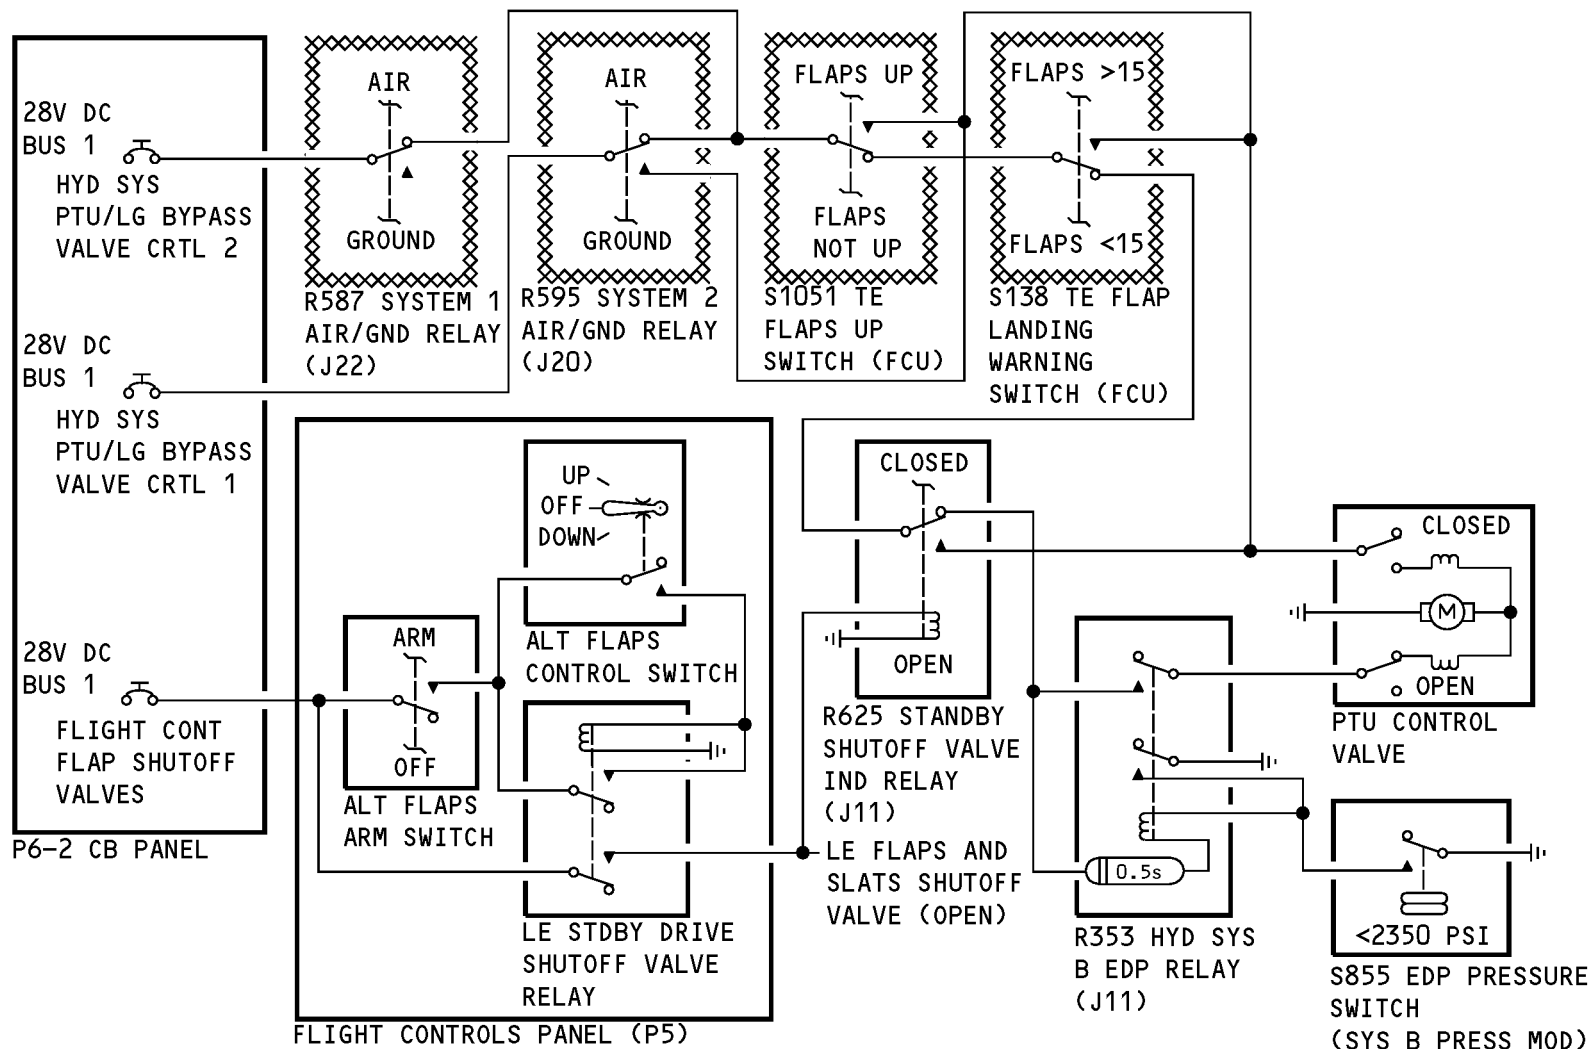 28V DC
BUS 1
HYD SYS
PTU/LG BYPASS
VALVE CRTL 2
28V DC
BUS 1
HYD SYS
PTU/LG BYPASS
VALVE CRTL 1
28V DC
BUS 1
FLIGHT CONT
FLAP SHUTOFF
VALVES
P6-2 CB PANEL
AIR
GROUND
R587 SYSTEM 1
AIR/GND RELAY
(J22)
AIR
GROUND
R595 SYSTEM 2
AIR/GND RELAY
(J20)
FLAPS UP
FLAPS
NOT UP
S1051 TE
FLAPS UP
SWITCH (FCU)
FLAPS >15
FLAPS <15
S138 TE FLAP
LANDING
WARNING
SWITCH (FCU)
UP
OFF
DOWN
ALT FLAPS
CONTROL SWITCH
ARM
OFF
ALT FLAPS
ARM SWITCH
LE STDBY DRIVE
SHUTOFF VALVE
RELAY
FLIGHT CONTROLS PANEL (P5)
CLOSED
OPEN
R625 STANDBY
SHUTOFF VALVE
IND RELAY
(J11)
LE FLAPS AND
SLATS SHUTOFF
VALVE (OPEN)
0.5s
R353 HYD SYS
B EDP RELAY
(J11)
CLOSED
M
OPEN
PTU CONTROL
VALVE
<2350 PSI
S855 EDP PRESSURE
SWITCH
(SYS B PRESS MOD)